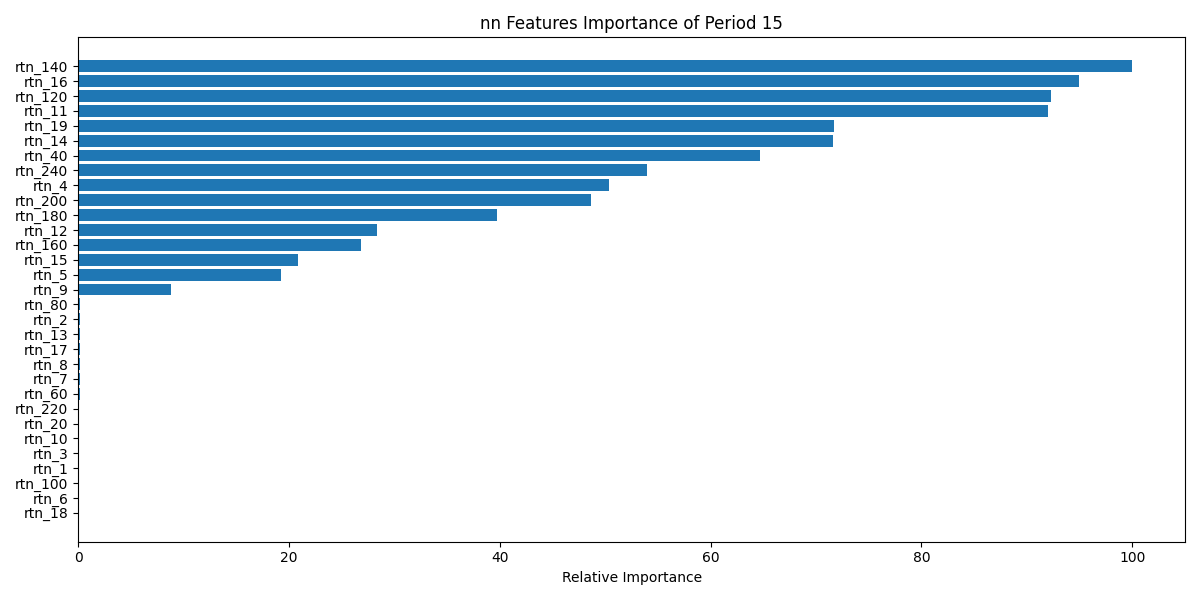 nn Features Importance of Period 15
rtn_140
rtn_16
rtn_120
rtn_11
rtn_19
rtn_14
rtn_40
rtn_240
rtn_4
rtn_200
rtn_180
rtn_12
rtn_160
rtn_15
rtn_5
rtn_9
rtn_80
rtn_2
rtn_13
rtn_17
rtn_8
rtn_7
rtn_60
rtn_220
rtn_20
rtn_10
rtn_3
rtn_1
rtn_100
rtn_6
rtn_18
0 20 40 60 80 100
Relative Importance